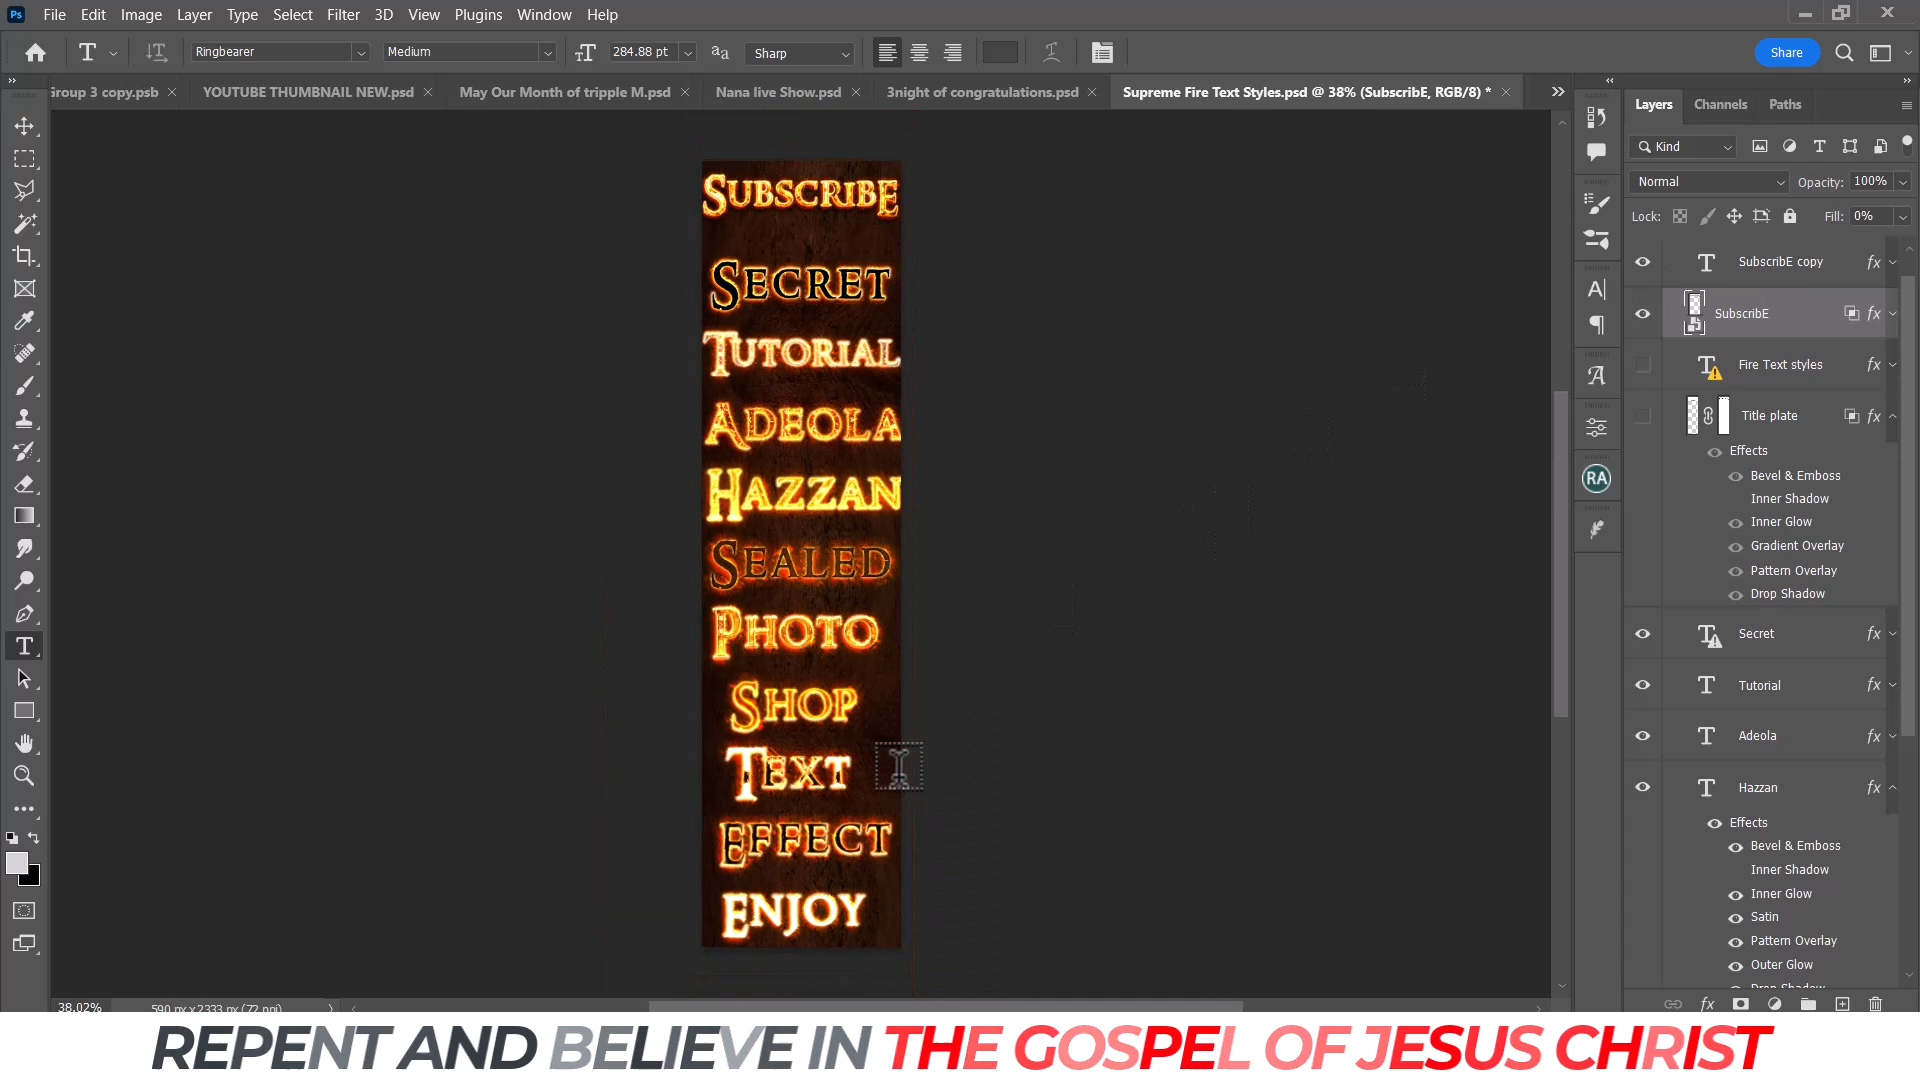 Ps File Edit Image Layer Type Select Filter 3D View Plugins Window Help
Ringbearer Medium 284.88 pt Sharp Share
Group 3 copy.psb YOUTUBE THUMBNAIL NEW.psd May Our Month of tripple M.psd Nana live Show.psd 3night of congratulations.psd Supreme Fire Text Styles.psd @ 38% (SubscribE, RGB/8) *
Layers Channels Paths
Kind
Normal Opacity: 100%
Lock: Fill: 0%
SubscribE copy fx
SubscribE fx
Fire Text styles fx
Title plate fx
Effects
Bevel & Emboss
Inner Shadow
Inner Glow
Gradient Overlay
Pattern Overlay
Drop Shadow
Secret fx
Tutorial fx
Adeola fx
Hazzan fx
Effects
Bevel & Emboss
Inner Shadow
Inner Glow
Satin
Pattern Overlay
Outer Glow
Drop Shadow
RA
SUBSCRIBE
SECRET
TUTORIAL
ADEOLA
HAZZAN
SEALED
PHOTO
SHOP
TEXT
EFFECT
ENJOY
38.02% 590 px x 2333 px (72 ppi)
REPENT AND BELIEVE IN THE GOSPEL OF JESUS CHRIST